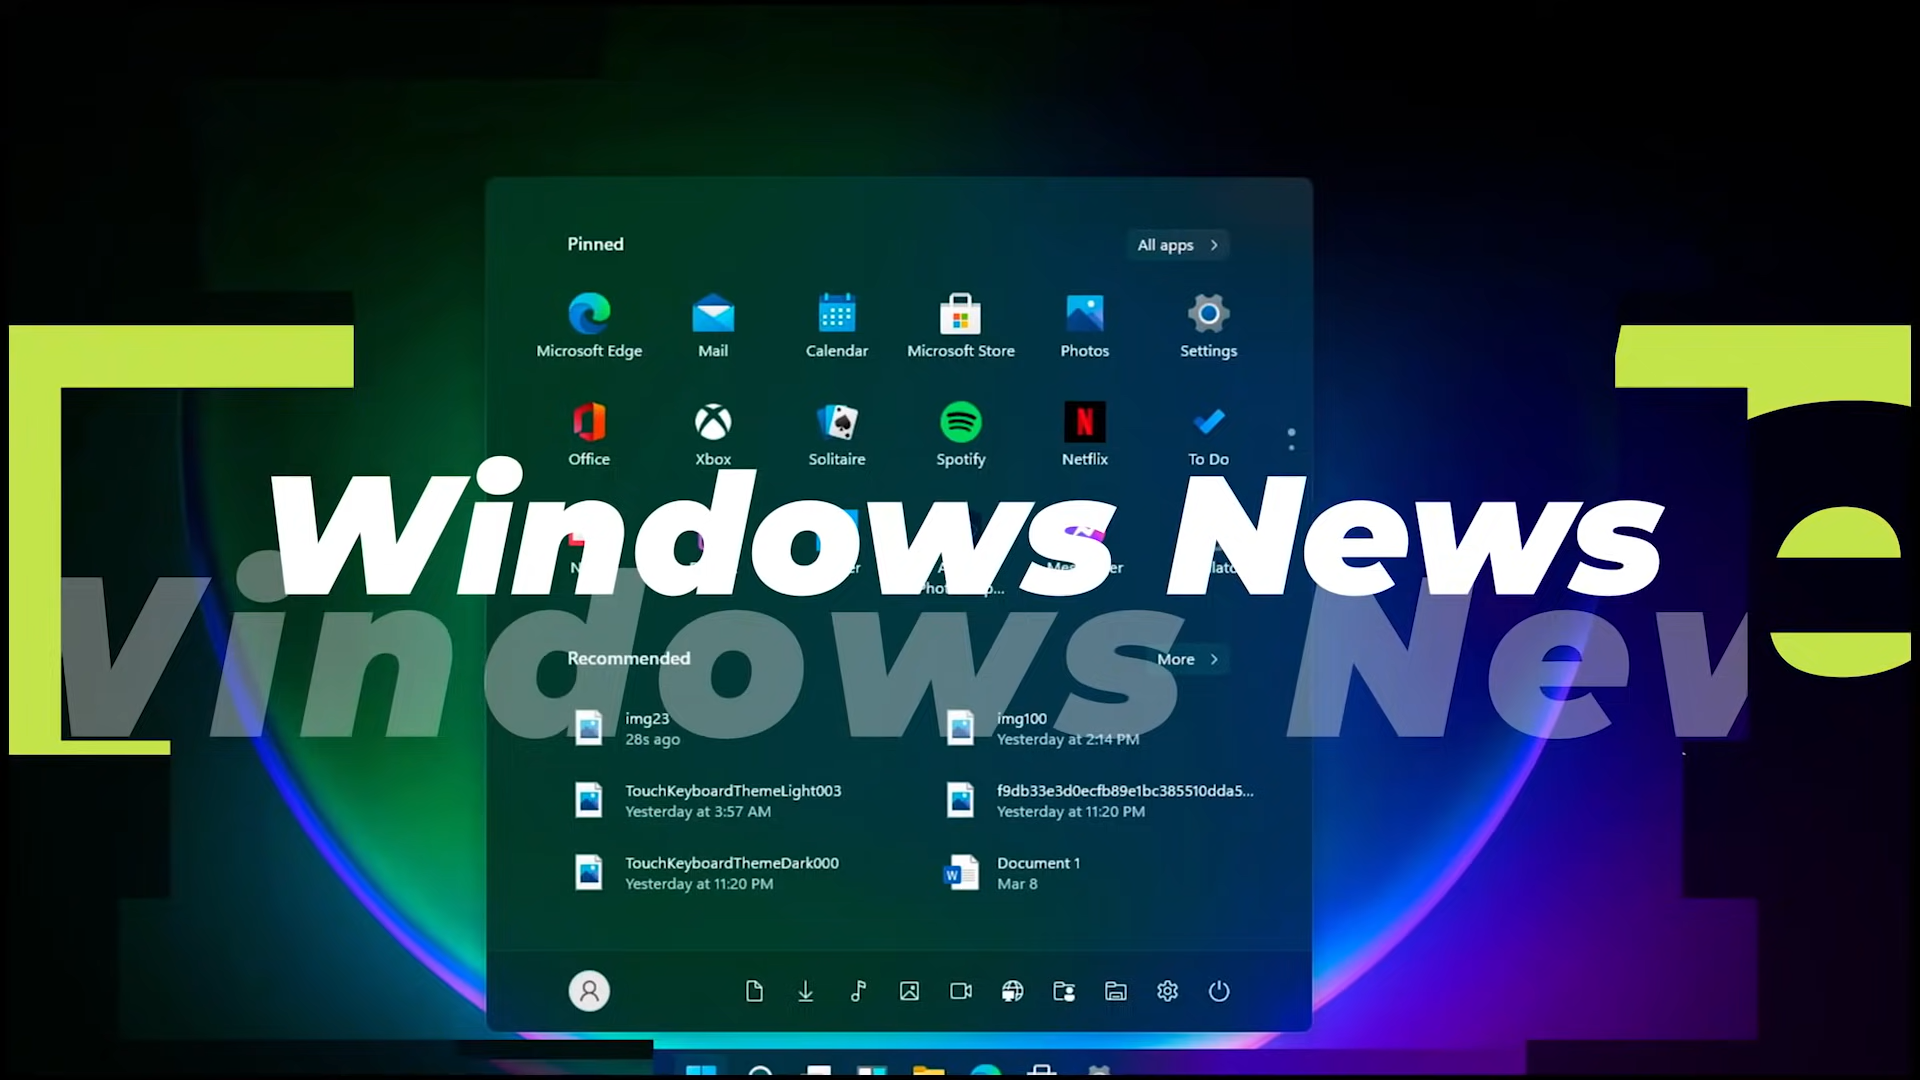 Pinned
All apps
Microsoft Edge
Mail
Calendar
Microsoft Store
Photos
Settings
Office
Xbox
Solitaire
Spotify
Netflix
To Do
Windows News
Recommended
More
img23
28s ago
img100
Yesterday at 2:14 PM
TouchKeyboardThemeLight003
Yesterday at 3:57 AM
f9db33e3d0ecfb89e1bc385510dda5...
Yesterday at 11:20 PM
TouchKeyboardThemeDark000
Yesterday at 11:20 PM
Document 1
Mar 8